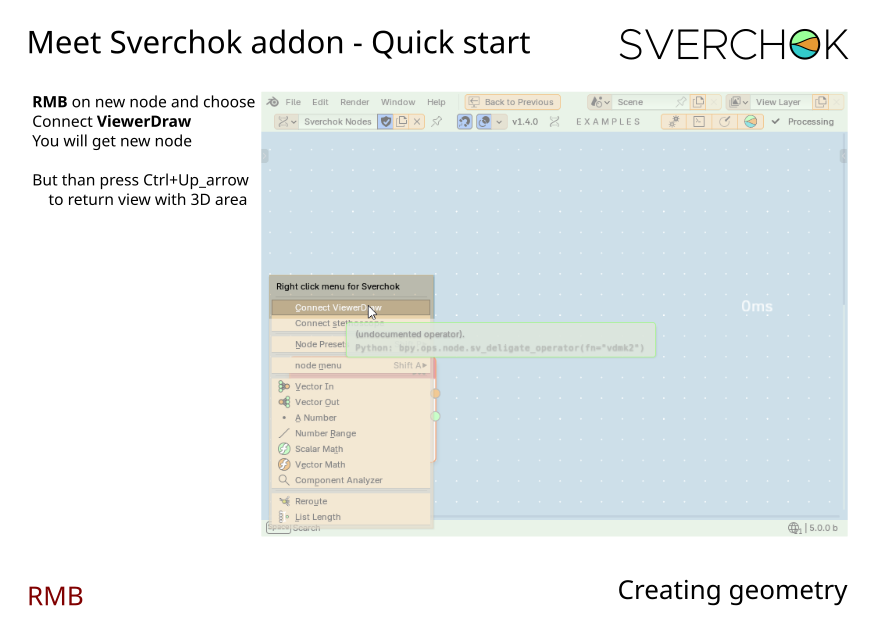 Meet Sverchok addon - Quick start
SVERCHOK
RMB on new node and choose
Connect ViewerDraw
You will get new node
But than press Ctrl+Up_arrow
to return view with 3D area
File Edit Render Window Help Back to Previous Scene View Layer
Sverchok Nodes v1.4.0 EXAMPLES Processing
0ms
Right click menu for Sverchok
Connect ViewerDraw
Connect
(undocumented operator).
Python: bpy.ops.node.sv_deligate_operator(fn="vdmk2")
Node Preset
node menu Shift A
Vector In
Vector Out
A Number
Number Range
Scalar Math
Vector Math
Component Analyzer
Reroute
List Length
Space Search
5.0.0 b
RMB
Creating geometry